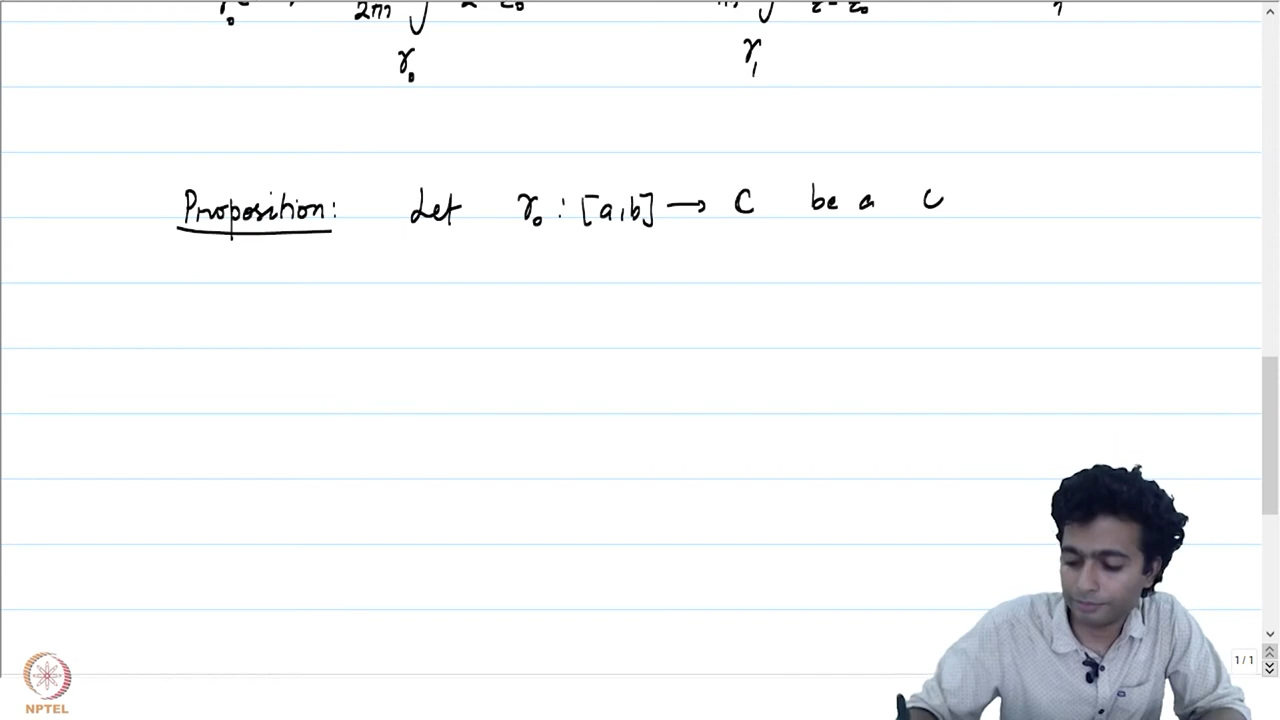 2πi z - z₀ z - z₀
γ₀ γ₁
Proposition: Let γ₀ : [a,b] → C be a c
1/1
NPTEL